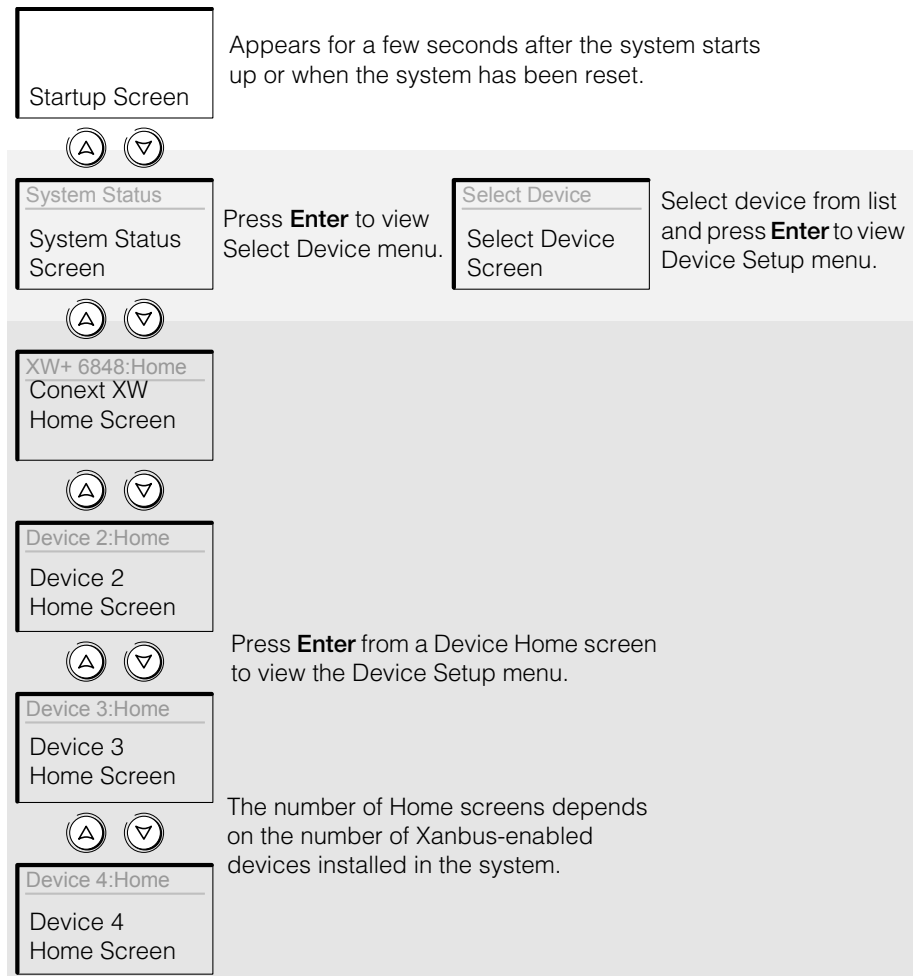 Startup Screen
Appears for a few seconds after the system starts
up or when the system has been reset.
System Status
System Status
Screen
Press Enter to view
Select Device menu.
Select Device
Select Device
Screen
Select device from list
and press Enter to view
Device Setup menu.
XW+ 6848:Home
Conext XW
Home Screen
Device 2:Home
Device 2
Home Screen
Press Enter from a Device Home screen
to view the Device Setup menu.
Device 3:Home
Device 3
Home Screen
The number of Home screens depends
on the number of Xanbus-enabled
devices installed in the system.
Device 4:Home
Device 4
Home Screen